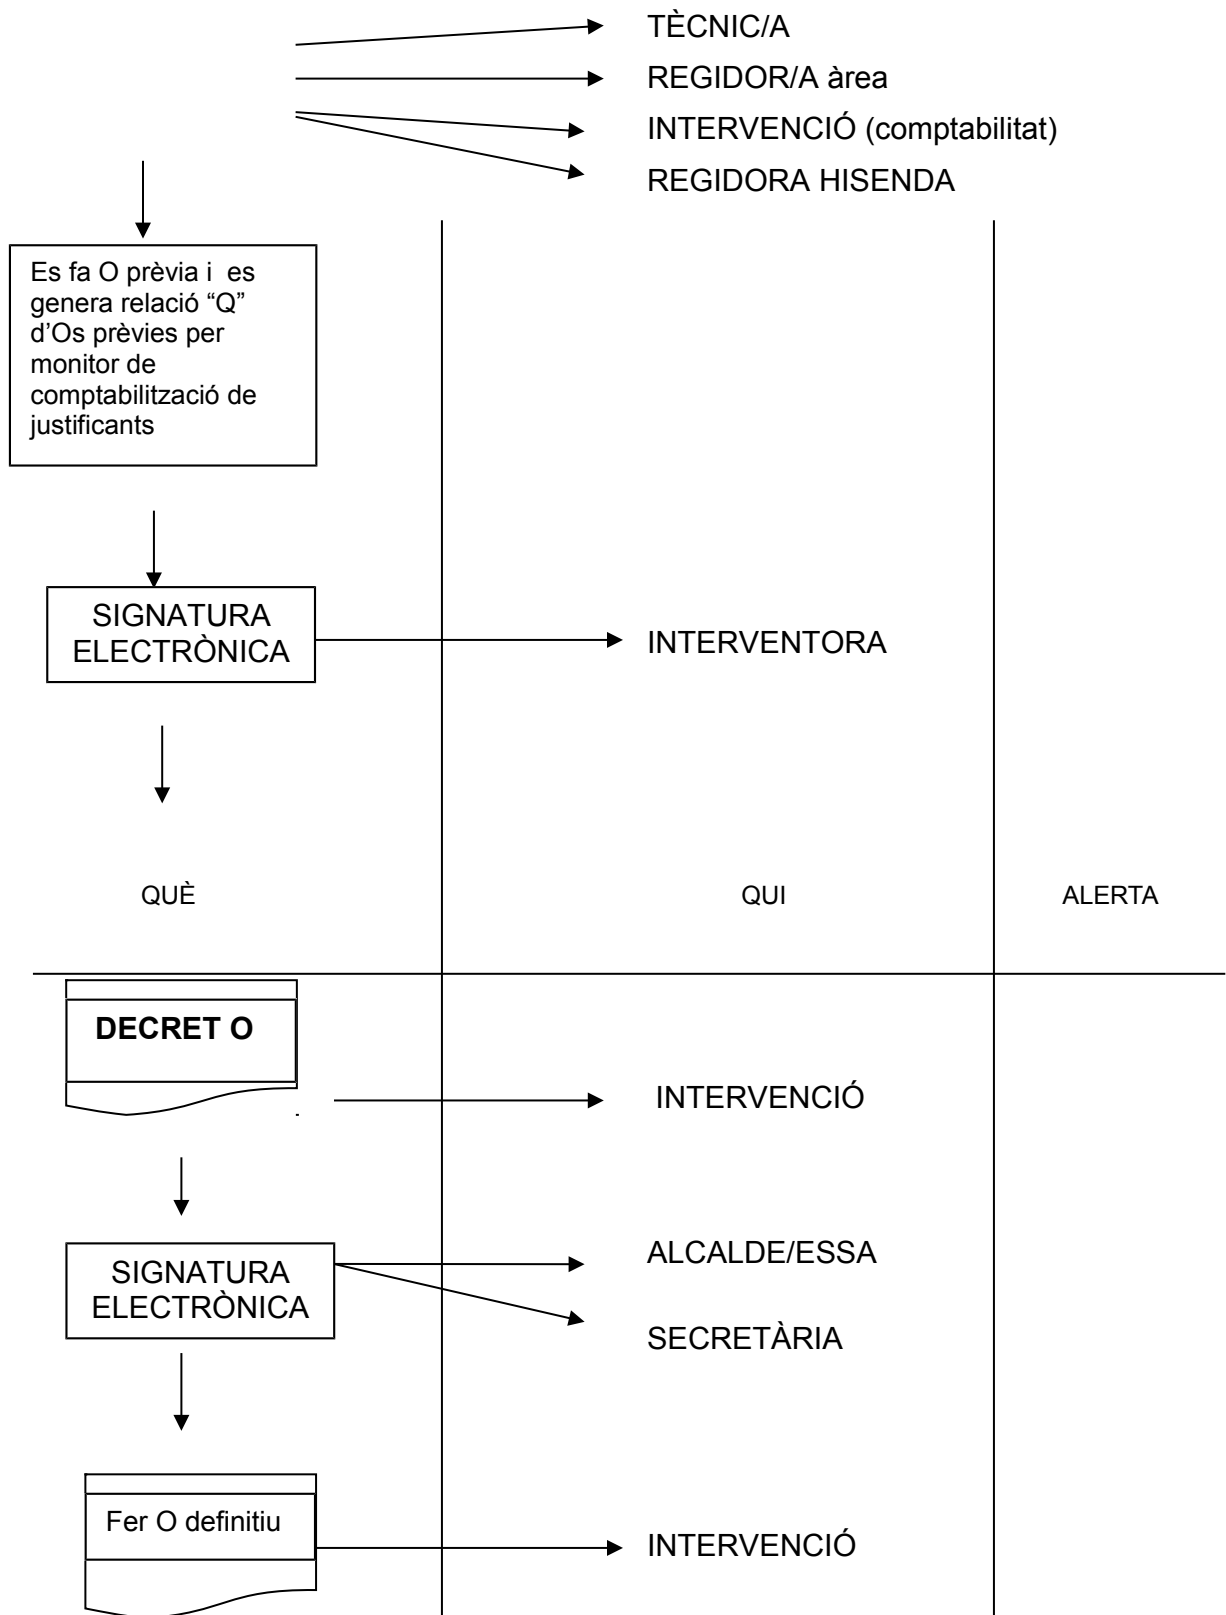 TÈCNIC/A
REGIDOR/A àrea
INTERVENCIÓ (comptabilitat)
REGIDORA HISENDA
Es fa O prèvia i es
genera relació “Q”
d’Os prèvies per
monitor de
comptabilització de
justificants
SIGNATURA
ELECTRÒNICA
INTERVENTORA
QUÈ
QUI
ALERTA
DECRET O
INTERVENCIÓ
SIGNATURA
ELECTRÒNICA
ALCALDE/ESSA
SECRETÀRIA
Fer O definitiu
INTERVENCIÓ